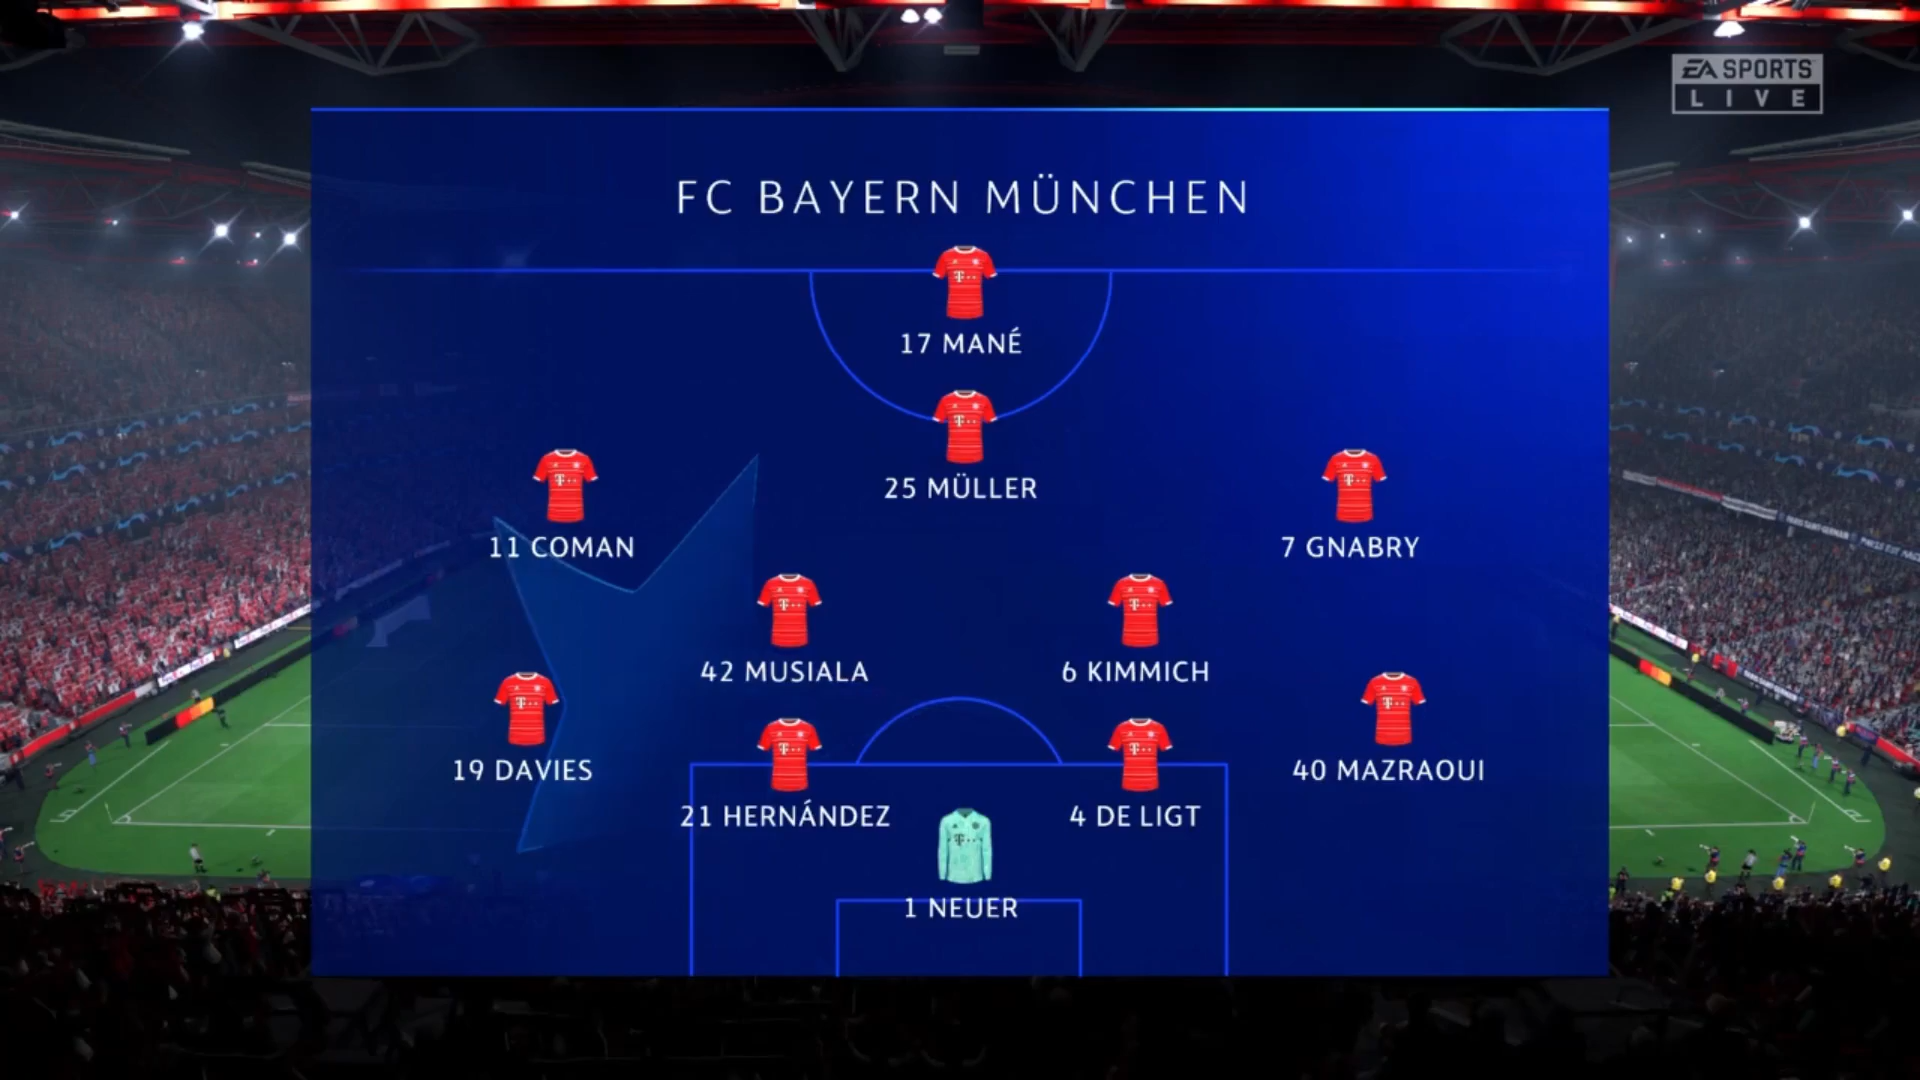 EA SPORTS
LIVE
FC BAYERN MÜNCHEN
17 MANÉ
25 MÜLLER
11 COMAN
7 GNABRY
42 MUSIALA
6 KIMMICH
19 DAVIES
40 MAZRAOUI
21 HERNÁNDEZ
4 DE LIGT
1 NEUER